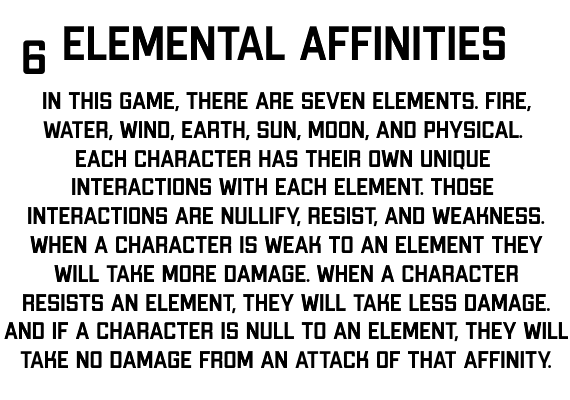 6 ELEMENTAL AFFINITIES
IN THIS GAME, THERE ARE SEVEN ELEMENTS. FIRE,
WATER, WIND, EARTH, SUN, MOON, AND PHYSICAL.
EACH CHARACTER HAS THEIR OWN UNIQUE
INTERACTIONS WITH EACH ELEMENT. THOSE
INTERACTIONS ARE NULLIFY, RESIST, AND WEAKNESS.
WHEN A CHARACTER IS WEAK TO AN ELEMENT THEY
WILL TAKE MORE DAMAGE. WHEN A CHARACTER
RESISTS AN ELEMENT, THEY WILL TAKE LESS DAMAGE.
AND IF A CHARACTER IS NULL TO AN ELEMENT, THEY WILL
TAKE NO DAMAGE FROM AN ATTACK OF THAT AFFINITY.